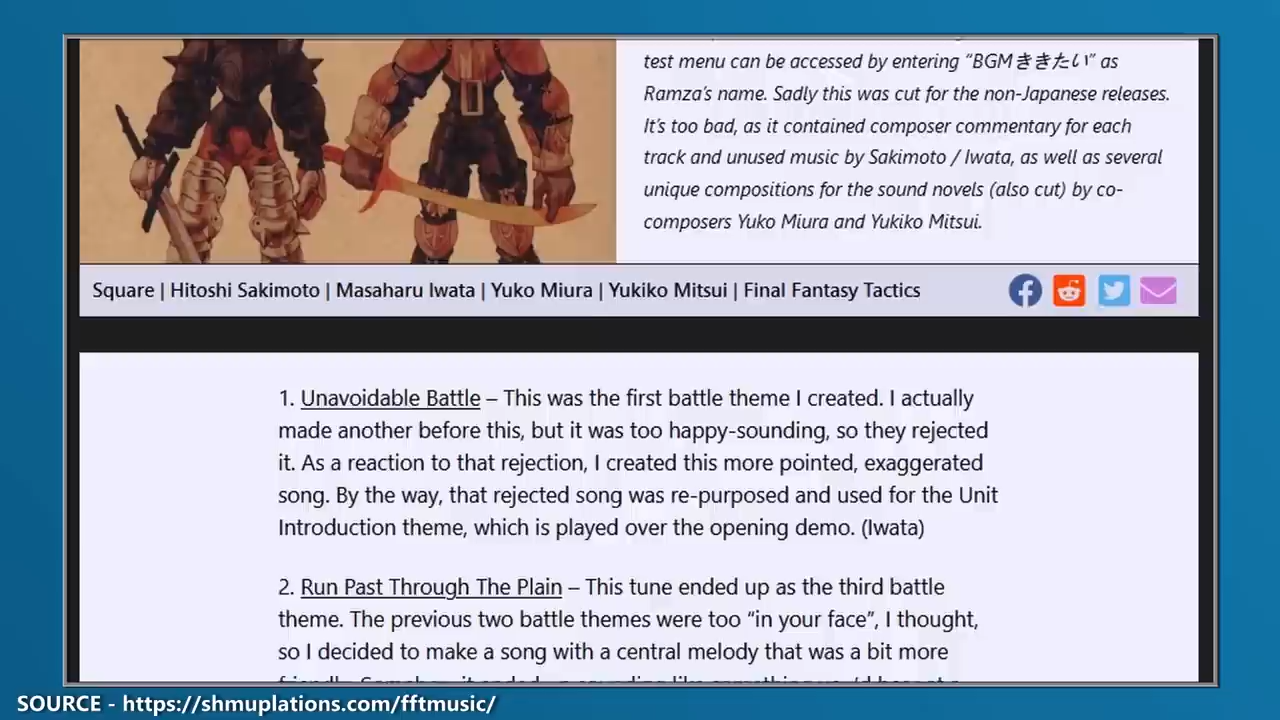 test menu can be accessed by entering “BGMききたい” as
Ramza’s name. Sadly this was cut for the non-Japanese releases.
It’s too bad, as it contained composer commentary for each
track and unused music by Sakimoto / Iwata, as well as several
unique compositions for the sound novels (also cut) by co-
composers Yuko Miura and Yukiko Mitsui.
Square | Hitoshi Sakimoto | Masaharu Iwata | Yuko Miura | Yukiko Mitsui | Final Fantasy Tactics
1. Unavoidable Battle – This was the first battle theme I created. I actually
made another before this, but it was too happy-sounding, so they rejected
it. As a reaction to that rejection, I created this more pointed, exaggerated
song. By the way, that rejected song was re-purposed and used for the Unit
Introduction theme, which is played over the opening demo. (Iwata)
2. Run Past Through The Plain – This tune ended up as the third battle
theme. The previous two battle themes were too “in your face”, I thought,
so I decided to make a song with a central melody that was a bit more
SOURCE - https://shmuplations.com/fftmusic/